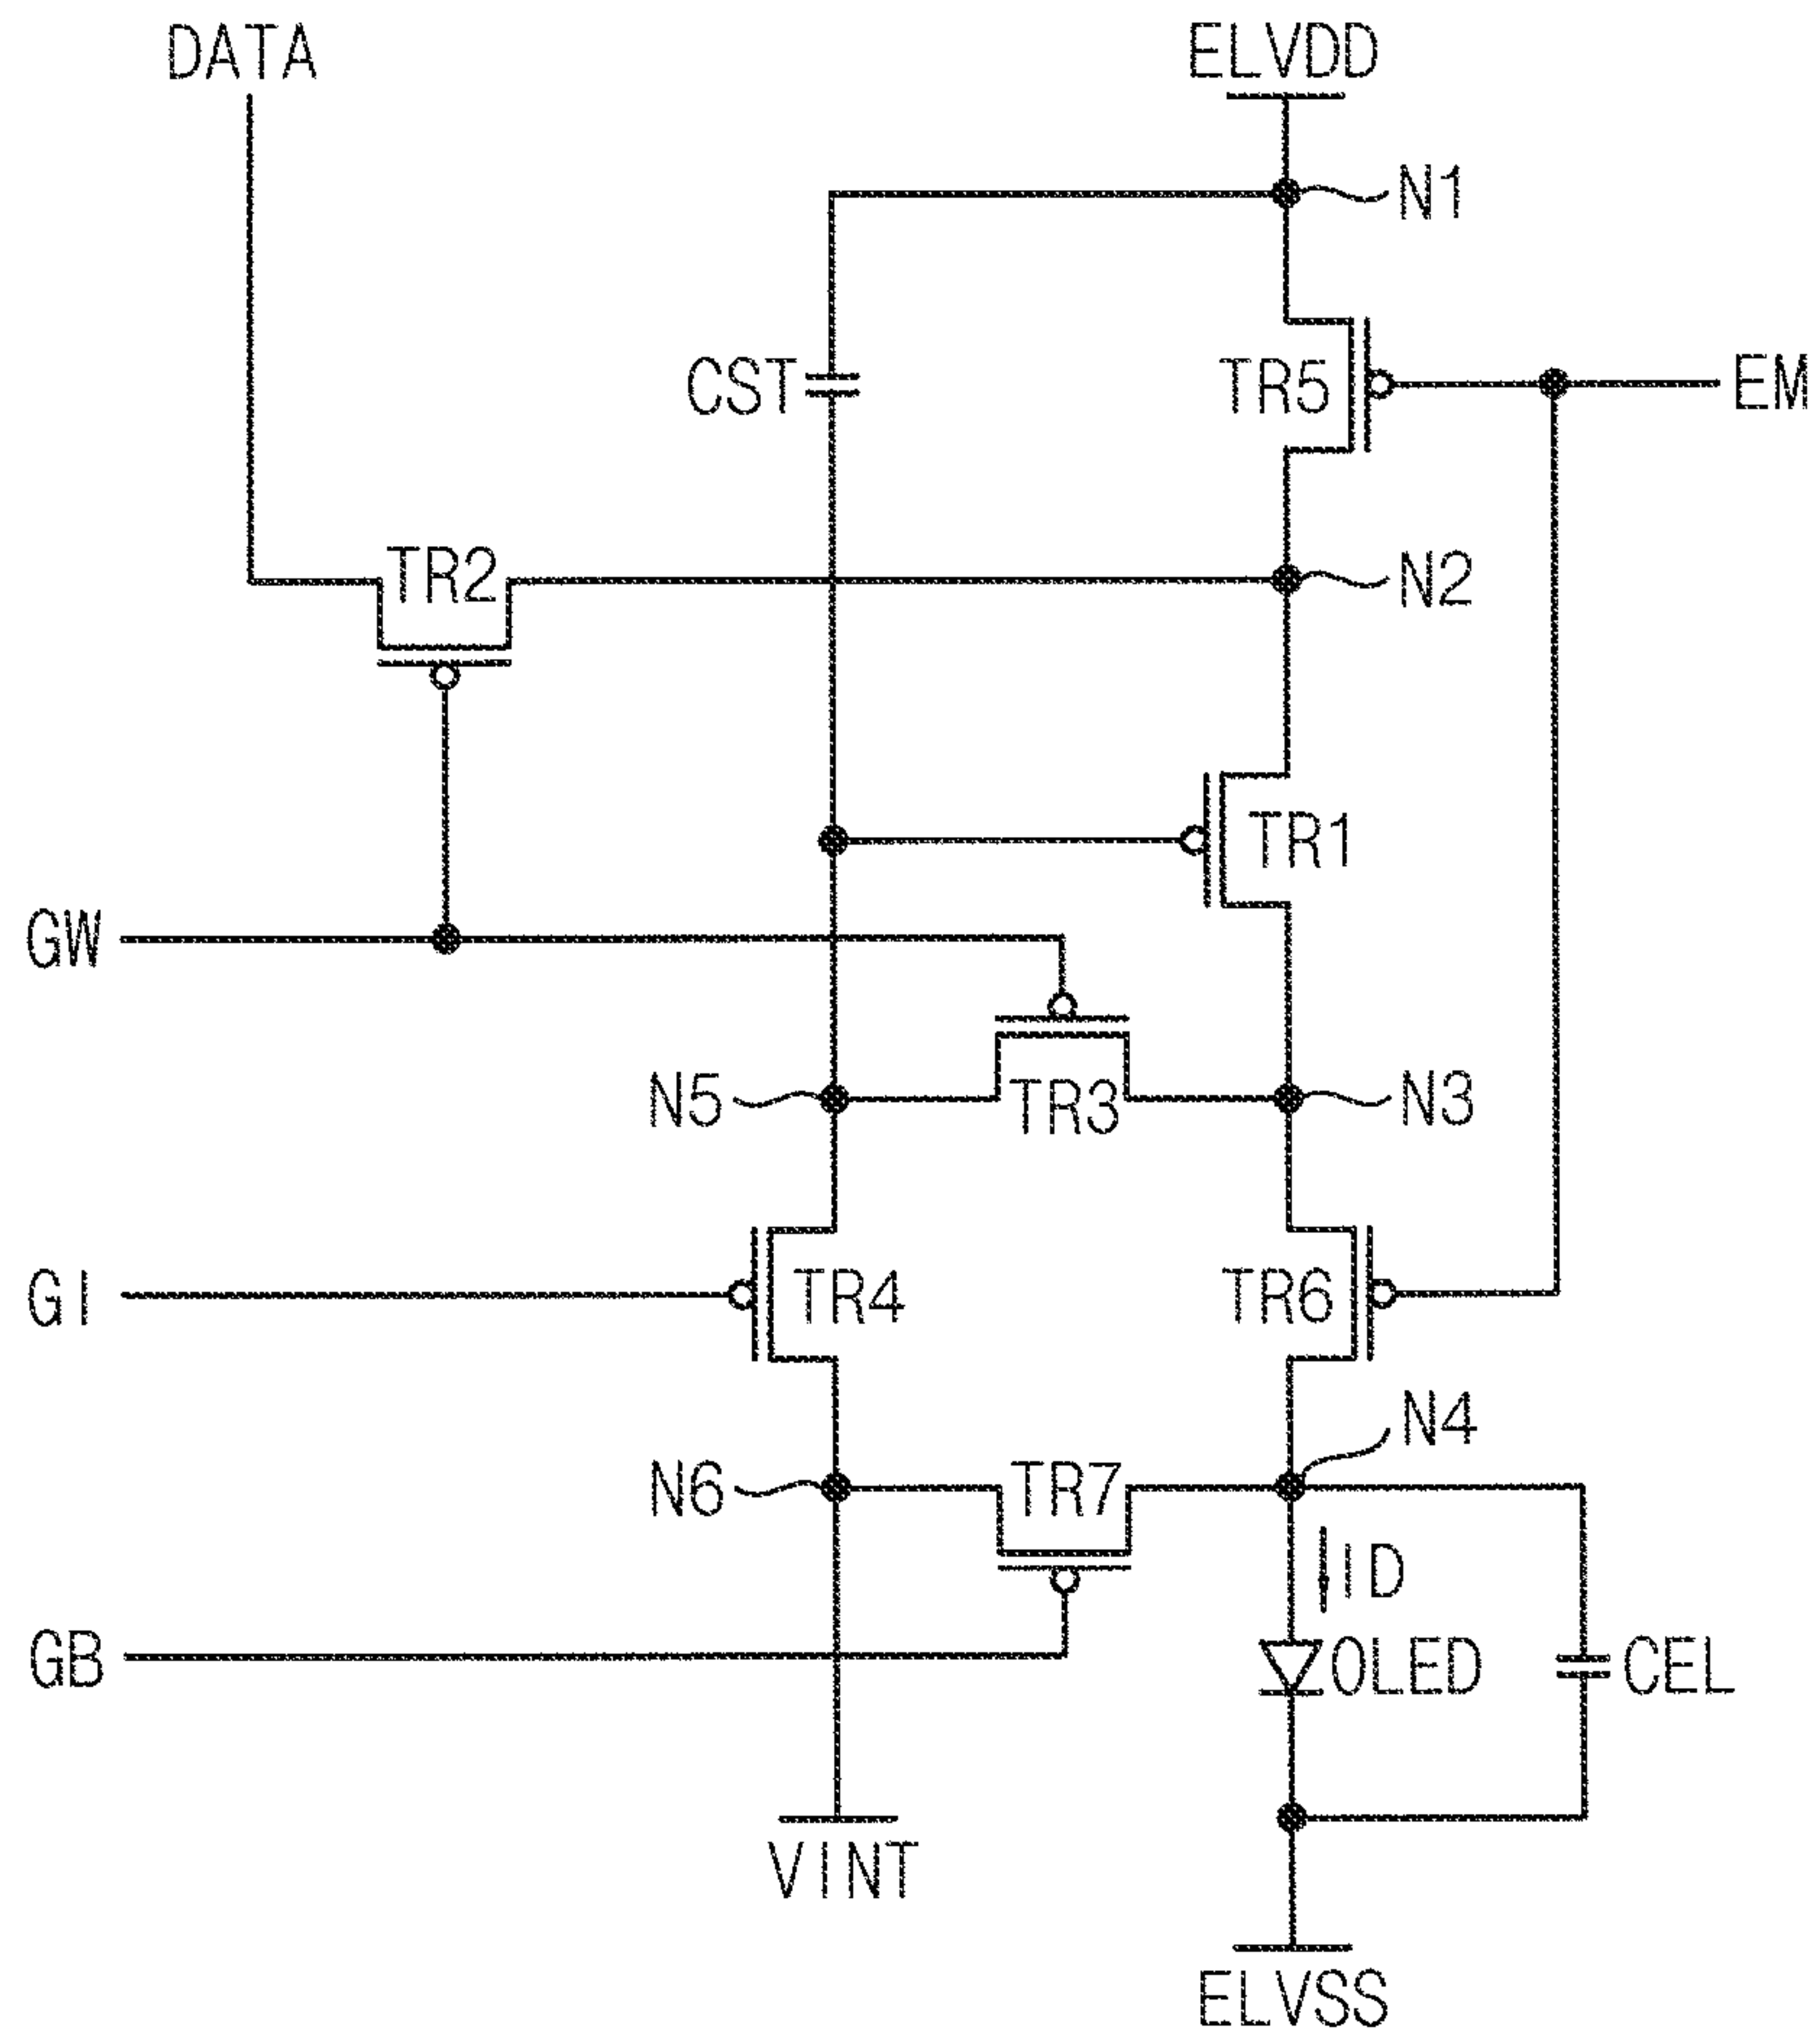 DATA
ELVDD
N1
CST
TR5
EM
TR2
N2
TR1
GW
N5
TR3
N3
GI
TR4
TR6
N4
N6
TR7
ID
GB
OLED
CEL
VINT
ELVSS